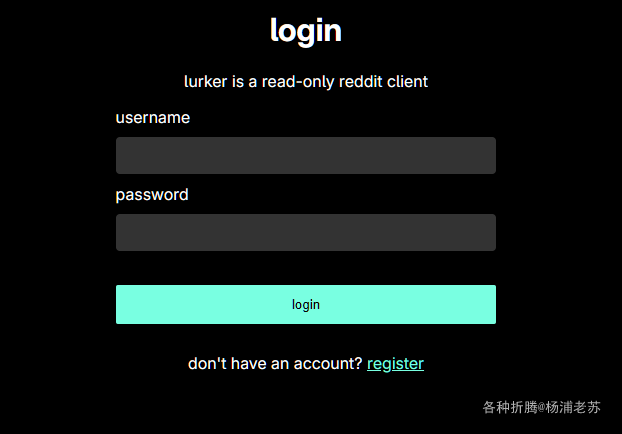 login
lurker is a read-only reddit client
username
password
login
don't have an account? register
各种折腾@杨浦老苏